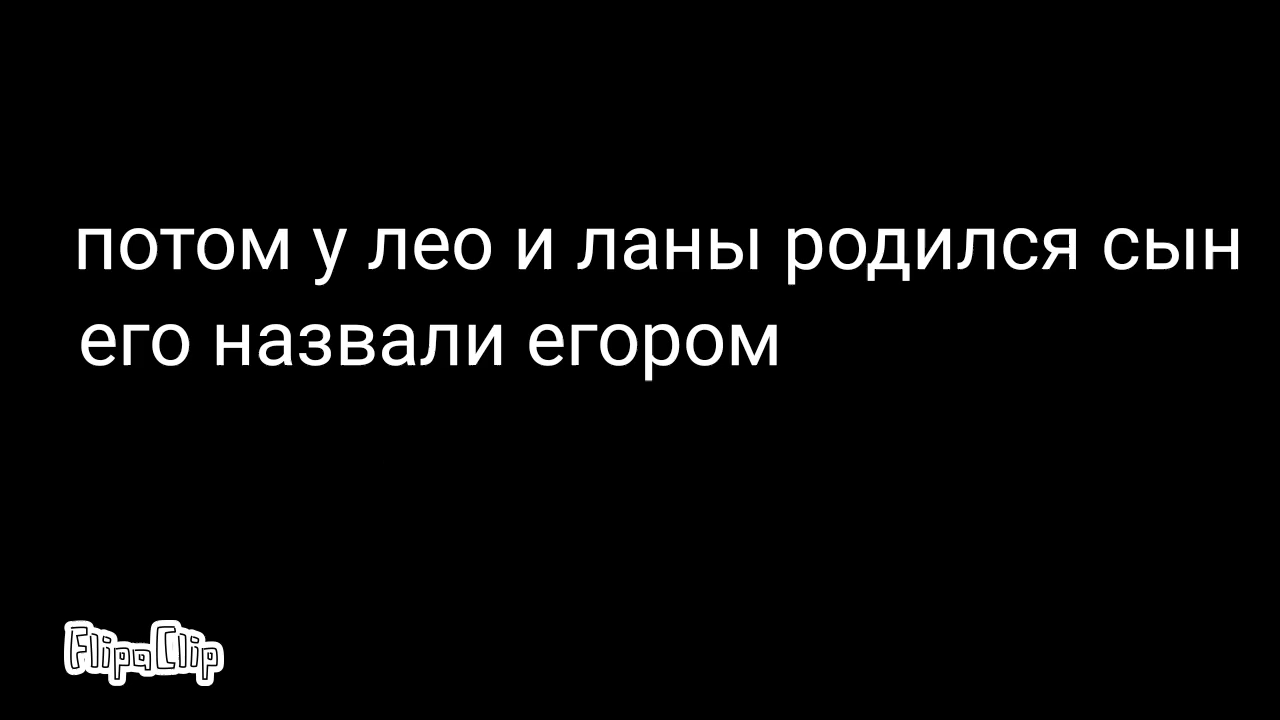 потом у лео и ланы родился сын
его назвали егором
FlipaClip